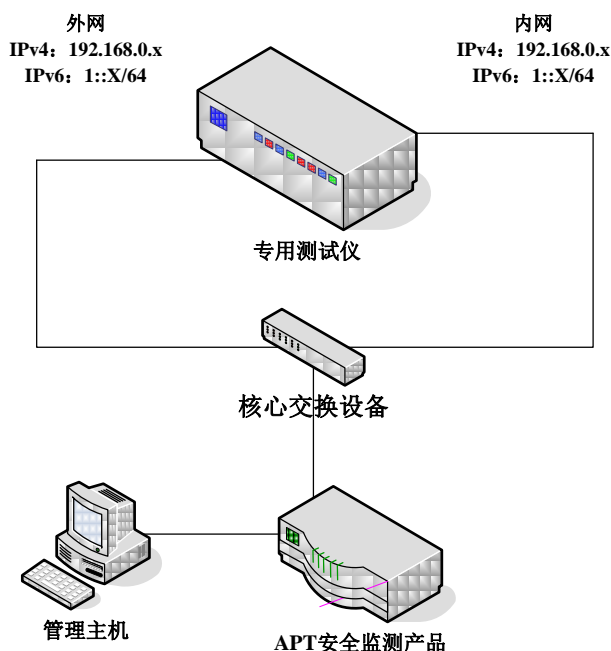 外网
IPv4：192.168.0.x
IPv6：1::X/64
内网
IPv4：192.168.0.x
IPv6：1::X/64
专用测试仪
核心交换设备
管理主机
APT安全监测产品